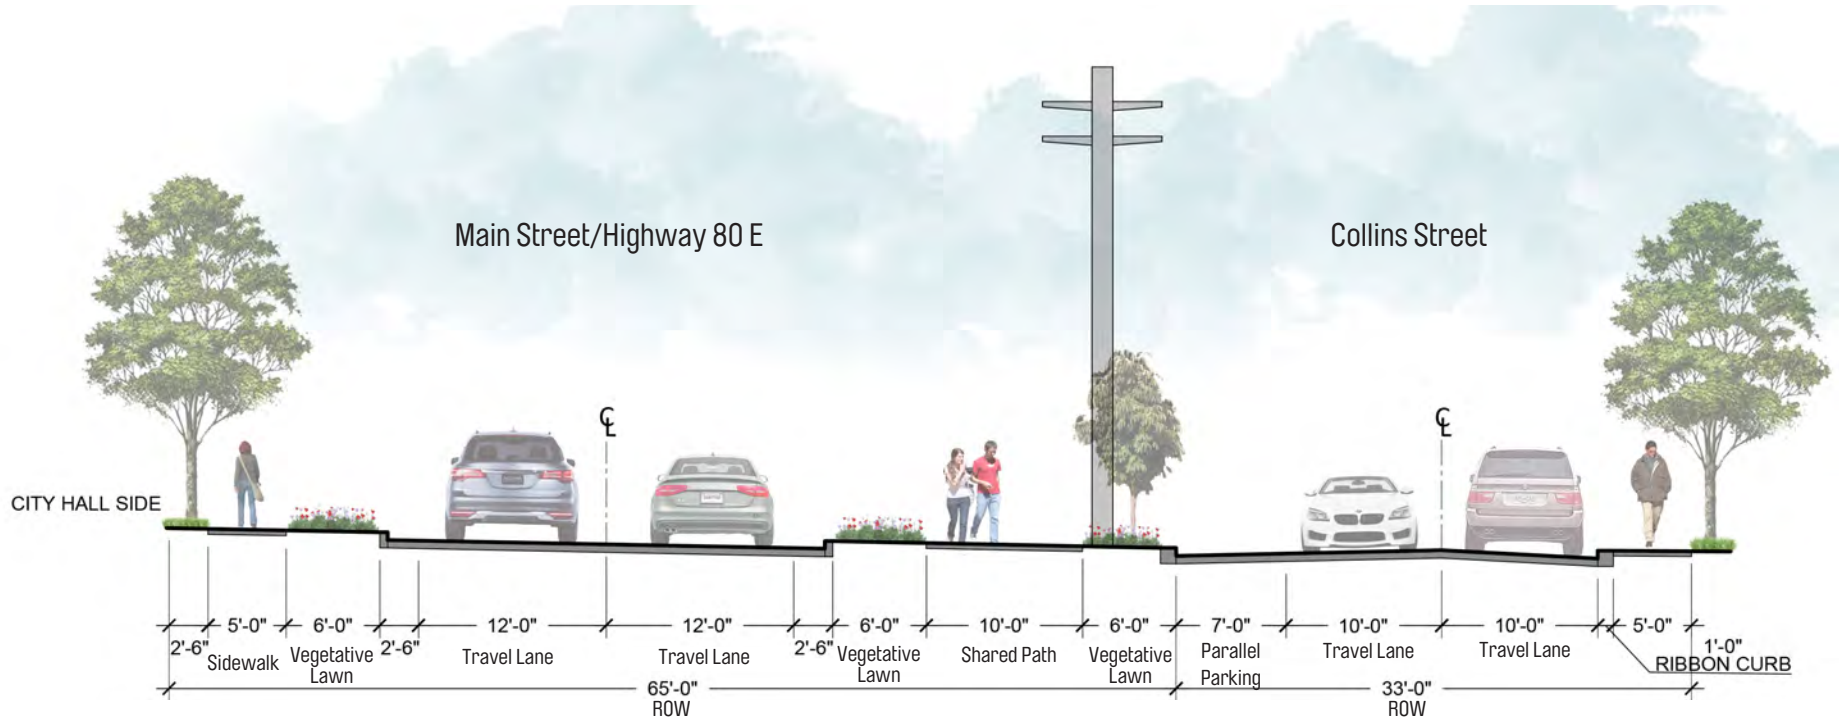 Main Street/Highway 80 E
Collins Street
℄
℄
CITY HALL SIDE
5'-0"
6'-0"
12'-0"
12'-0"
6'-0"
10'-0"
6'-0"
7'-0"
10'-0"
10'-0"
5'-0"
2'-6"
Sidewalk
Vegetative
Lawn
2'-6"
Travel Lane
Travel Lane
2'-6"
Vegetative
Lawn
Shared Path
Vegetative
Lawn
Parallel
Parking
Travel Lane
Travel Lane
1'-0"
RIBBON CURB
65'-0"
ROW
33'-0"
ROW